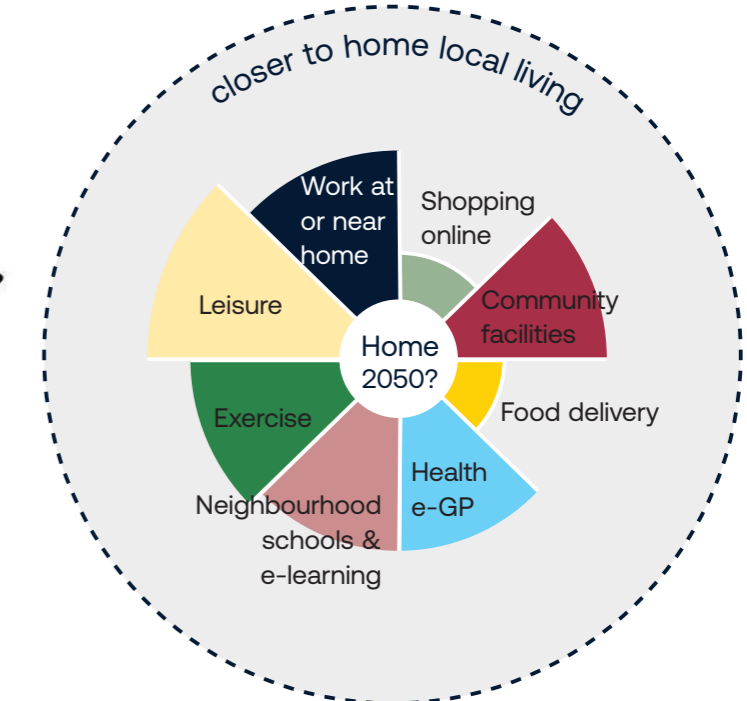 closer to home local living
Work at
or near
home
Shopping
online
Leisure
Community
facilities
Home
2050?
Exercise
Food delivery
Health
e-GP
Neighbourhood
schools &
e-learning